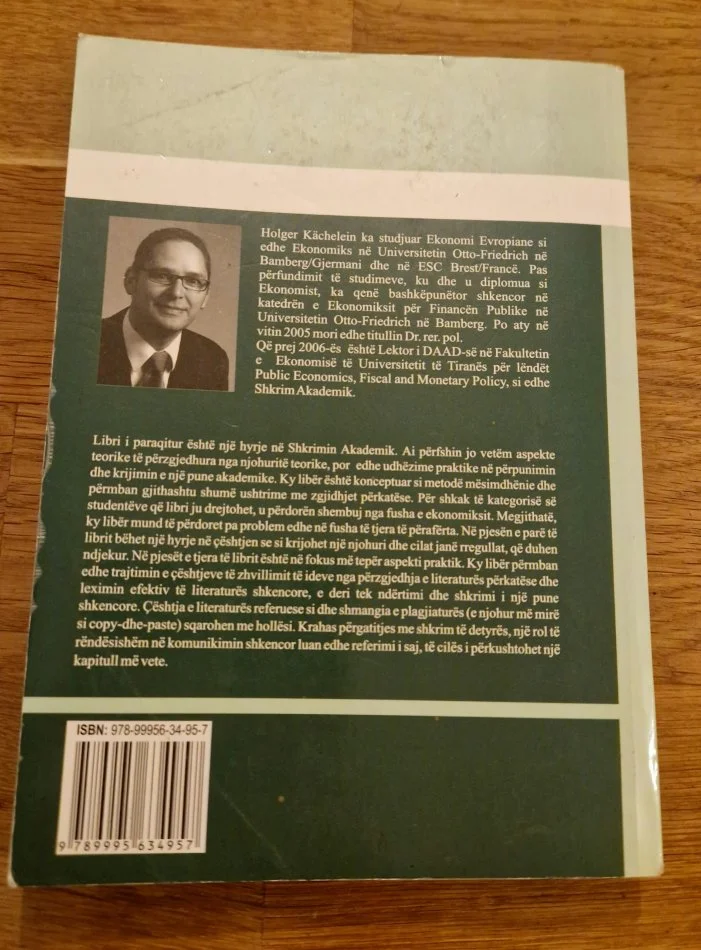 Holger Kächelein ka studjuar Ekonomi Evropiane si
edhe Ekonomiks në Universitetin Otto-Friedrich në
Bamberg/Gjermani dhe në ESC Brest/Francë. Pas
përfundimit të studimeve, ku dhe u diplomua si
Ekonomist, ka qenë bashkëpunëtor shkencor në
katedrën e Ekonomiksit për Financën Publike në
Universitetin Otto-Friedrich në Bamberg. Po aty në
vitin 2005 mori edhe titullin Dr. rer. pol.
Që prej 2006-ës është Lektor i DAAD-së në Fakultetin
e Ekonomisë të Universitetit të Tiranës për lëndët
Public Economics, Fiscal and Monetary Policy, si edhe
Shkrim Akademik.
Libri i paraqitur është një hyrje në Shkrimin Akademik. Ai përfshin jo vetëm aspekte
teorike të përzgjedhura nga njohuritë teorike, por edhe udhëzime praktike në përpunimin
dhe krijimin e një pune akademike. Ky libër është konceptuar si metodë mësimdhënie dhe
përmban gjithashtu shumë ushtrime me zgjidhjet përkatëse. Për shkak të kategorisë së
studentëve që libri ju drejtohet, u përdorën shembuj nga fusha e ekonomiksit. Megjithatë,
ky libër mund të përdoret pa problem edhe në fusha të tjera të përafërta. Në pjesën e parë të
librit bëhet një hyrje në çështjen se si krijohet një njohuri dhe cilat janë rregullat, që duhen
ndjekur. Në pjesët e tjera të librit është në fokus më tepër aspekti praktik. Ky libër përmban
edhe trajtimin e çështjeve të zhvillimit të ideve nga përzgjedhja e literaturës përkatëse dhe
leximin efektiv të literaturës shkencore, e deri tek ndërtimi dhe shkrimi i një pune
shkencore. Çështja e literaturës referuese si dhe shmangia e plagjiaturës (e njohur më mirë
si copy-dhe-paste) sqarohen me hollësi. Krahas përgatitjes me shkrim të detyrës, një rol të
rëndësishëm në komunikimin shkencor luan edhe referimi i saj, të cilës i përkushtohet një
kapitull më vete.
ISBN: 978-99956-34-95-7
9 789995 634957